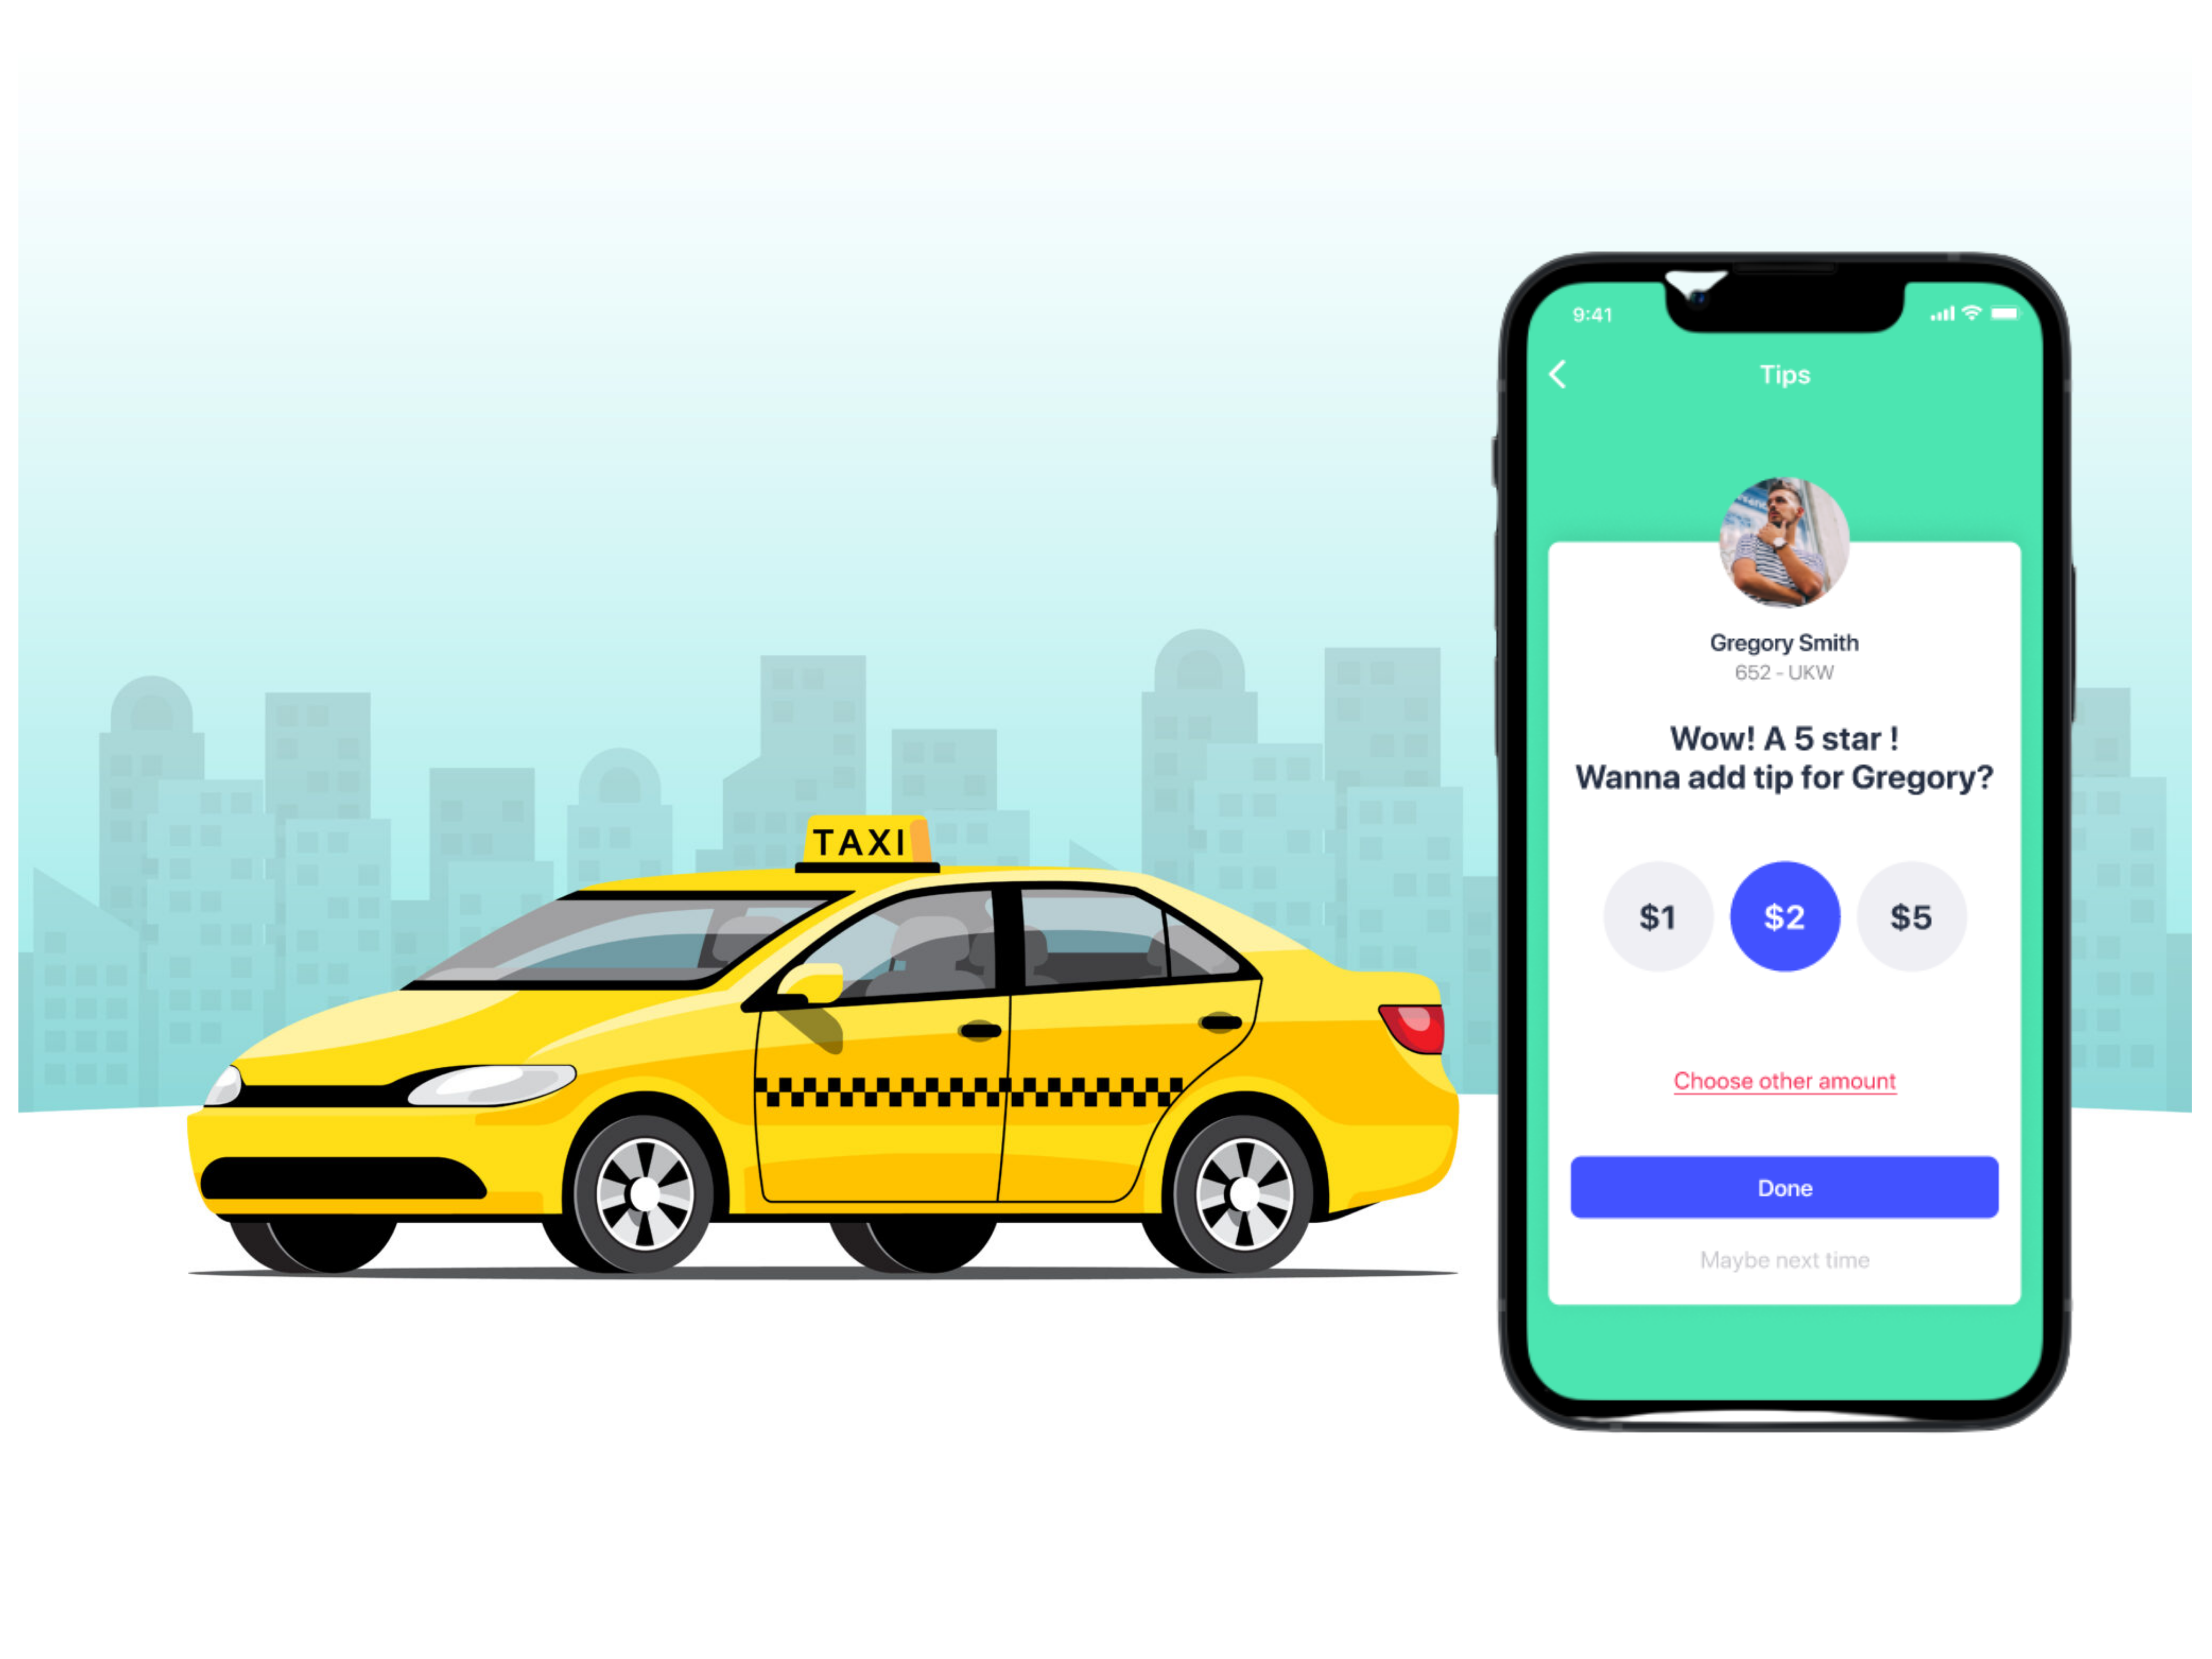 TAXI
9:41
Tips
Gregory Smith
652 - UKW
Wow! A 5 star !
Wanna add tip for Gregory?
$1 $2 $5
Choose other amount
Done
Maybe next time